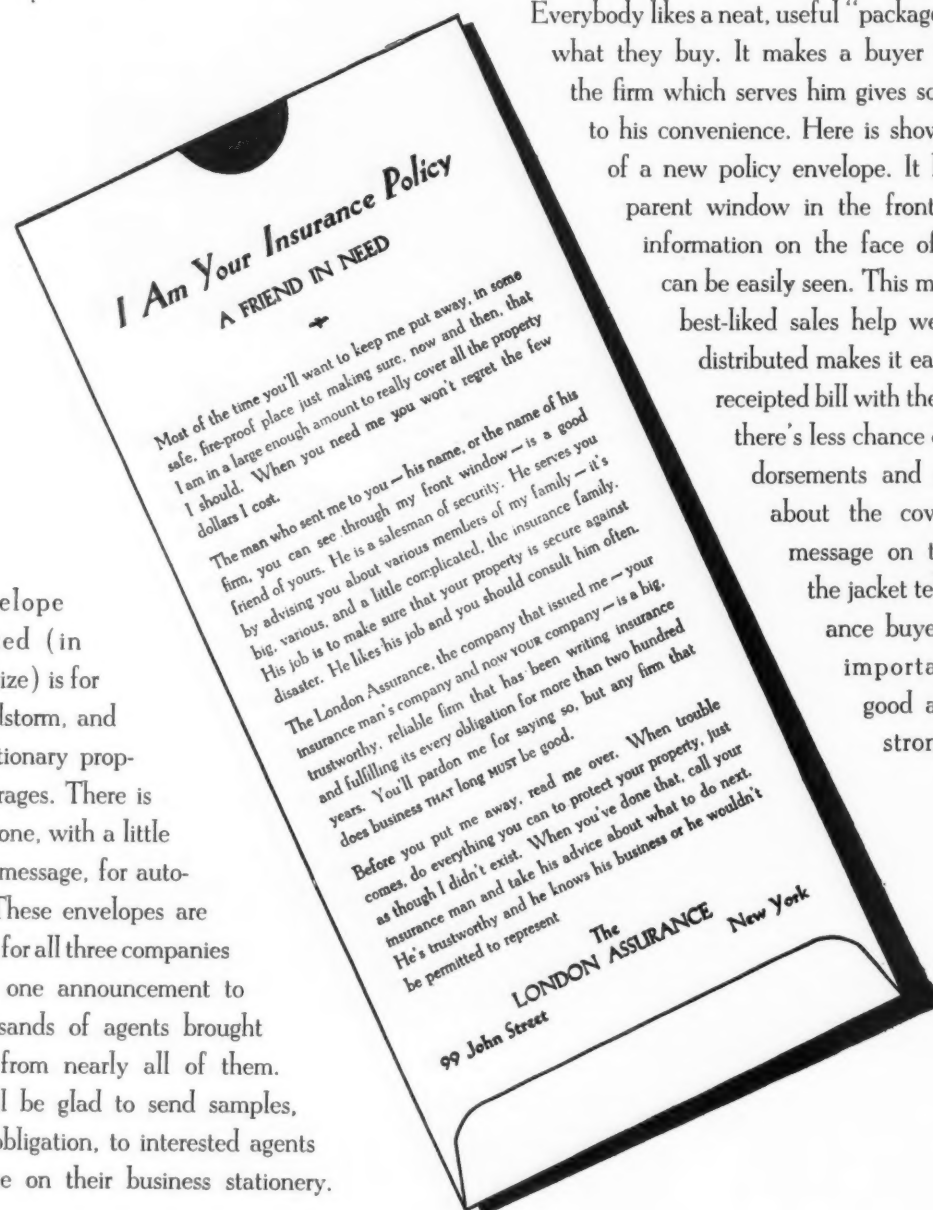 Everybody likes a neat, useful "package
what they buy. It makes a buyer
the firm which serves him gives so
to his convenience. Here is show
of a new policy envelope. It
parent window in the front
information on the face of
can be easily seen. This m
best-liked sales help we
distributed makes it ea
receipted bill with the
there's less chance
dorsements and
about the cov
message on t
the jacket te
ance buye
importa
good a
stron
I Am Your Insurance Policy
A FRIEND IN NEED
Most of the time you'll want to keep me put away, in some
safe, fire-proof place just making sure, now and then, that
I am in a large enough amount to really cover all the property
I should. When you need me you won't regret the few
dollars I cost.
The man who sent me to you — his name, or the name of his
firm, you can see through my front window — is a good
friend of yours. He is a salesman of security. He serves you
by advising you about various members of my family — it's
big, various, and a little complicated, the insurance family.
His job is to make sure that your property is secure against
disaster. He likes his job and you should consult him often.
The London Assurance, the company that issued me — your
insurance man's company and now YOUR company — is a big,
trustworthy, reliable firm that has been writing insurance
and fulfilling its every obligation for more than two hundred
years. You'll pardon me for saying so, but any firm that
does business THAT long MUST be good.
Before you put me away, read me over. When trouble
comes, do everything you can to protect your property, just
as though I didn't exist. When you've done that, call your
insurance man and take his advice about what to do next.
He's trustworthy and he knows his business or he wouldn't
be permitted to represent
The
LONDON ASSURANCE
99 John Street New York
elope
ed (in
ize) is for
lstorm, and
tionary prop-
rages. There is
one, with a little
message, for auto-
These envelopes are
for all three companies
one announcement to
sands of agents brought
from nearly all of them.
l be glad to send samples,
obligation, to interested agents
e on their business stationery.